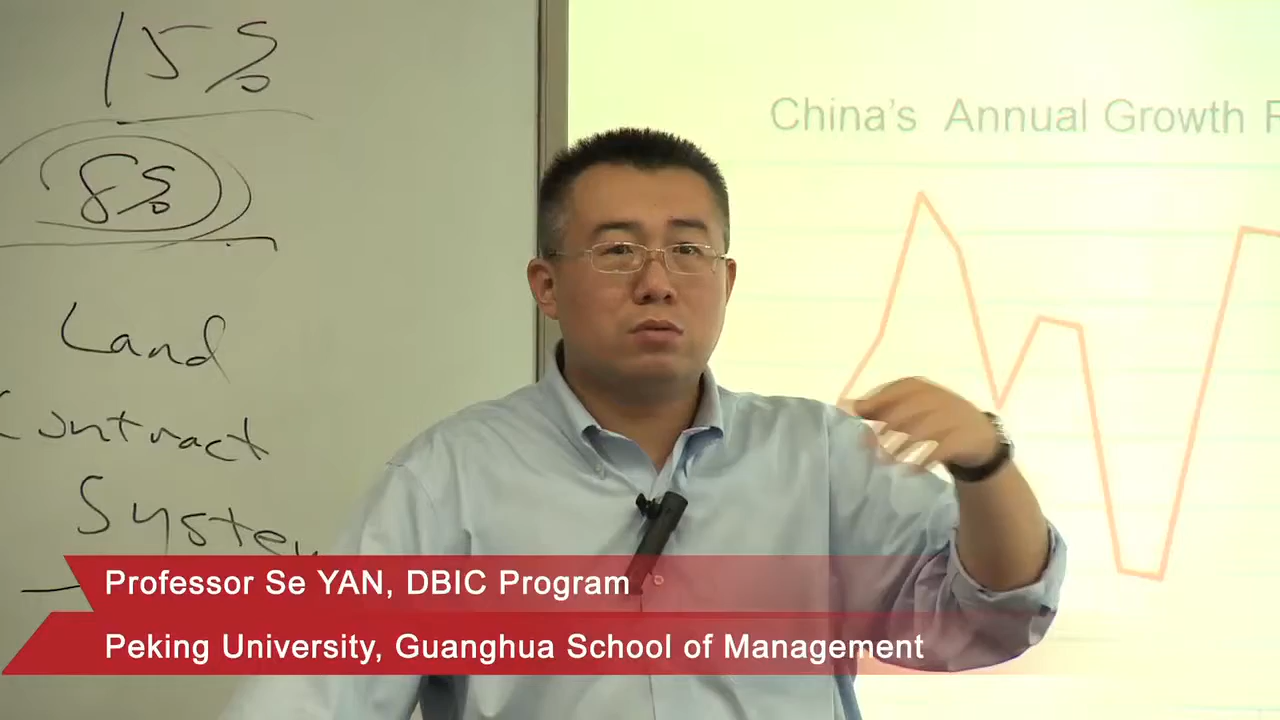 15%
8%
Land
Contract
System
China's Annual Growth
Professor Se YAN, DBIC Program
Peking University, Guanghua School of Management